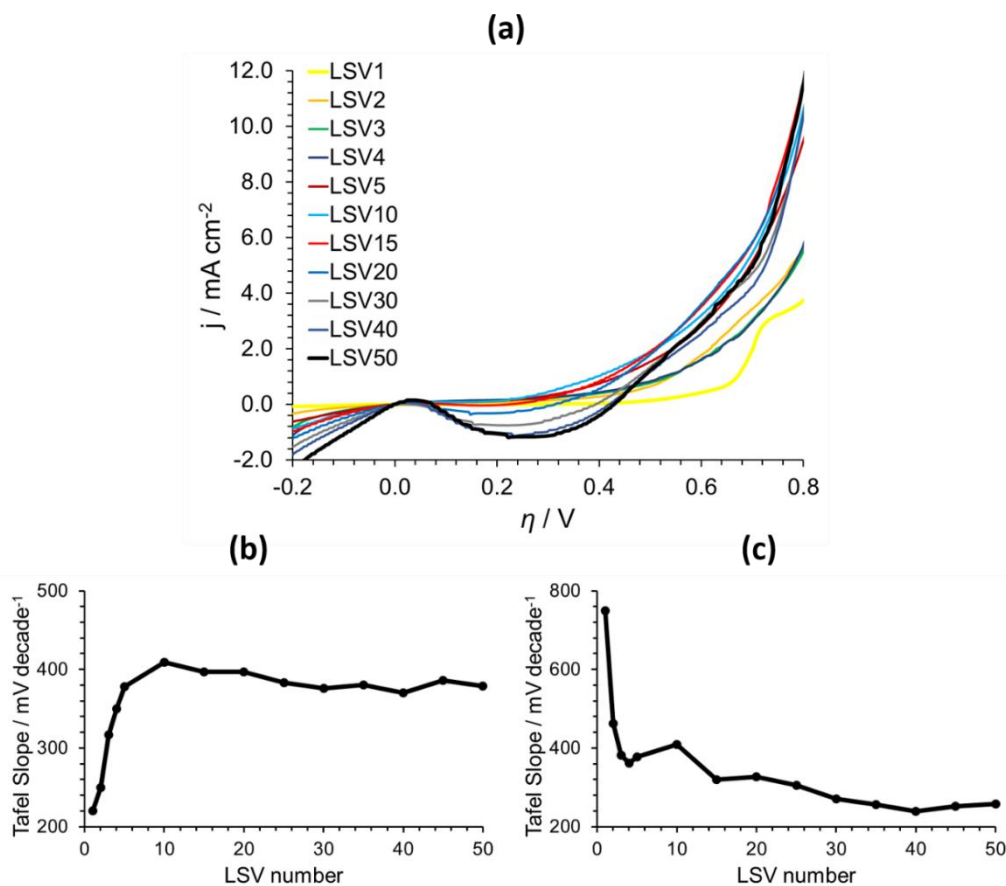 (a)
12.0
10.0
8.0
6.0
4.0
2.0
0.0
-2.0
j / mA cm⁻²
LSV1
LSV2
LSV3
LSV4
LSV5
LSV10
LSV15
LSV20
LSV30
LSV40
LSV50
-0.2 0.0 0.2 0.4 0.6 0.8
η / V
(b)
500
400
300
200
Tafel Slope / mV decade⁻¹
0 10 20 30 40 50
LSV number
(c)
800
600
400
200
Tafel Slope / mV decade⁻¹
0 10 20 30 40 50
LSV number